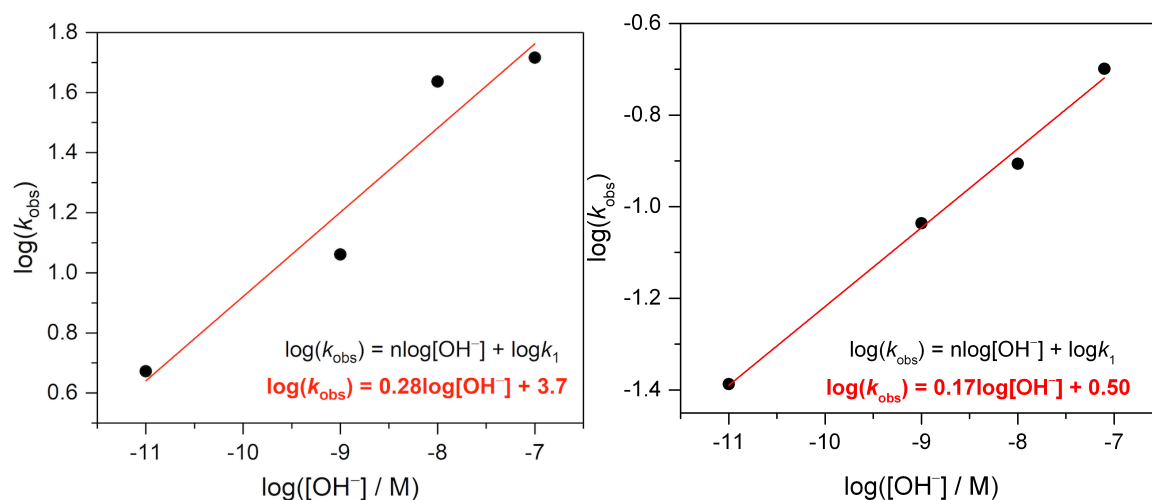 1.8
1.6
1.4
1.2
1.0
0.8
0.6
log(kobs)
log(kobs) = nlog[OH⁻] + logk₁
log(kobs) = 0.28log[OH⁻] + 3.7
-11
-10
-9
-8
-7
log([OH⁻] / M)
-0.6
-0.8
-1.0
-1.2
-1.4
log(kobs)
log(kobs) = nlog[OH⁻] + logk₁
log(kobs) = 0.17log[OH⁻] + 0.50
-11
-10
-9
-8
-7
log([OH⁻] / M)